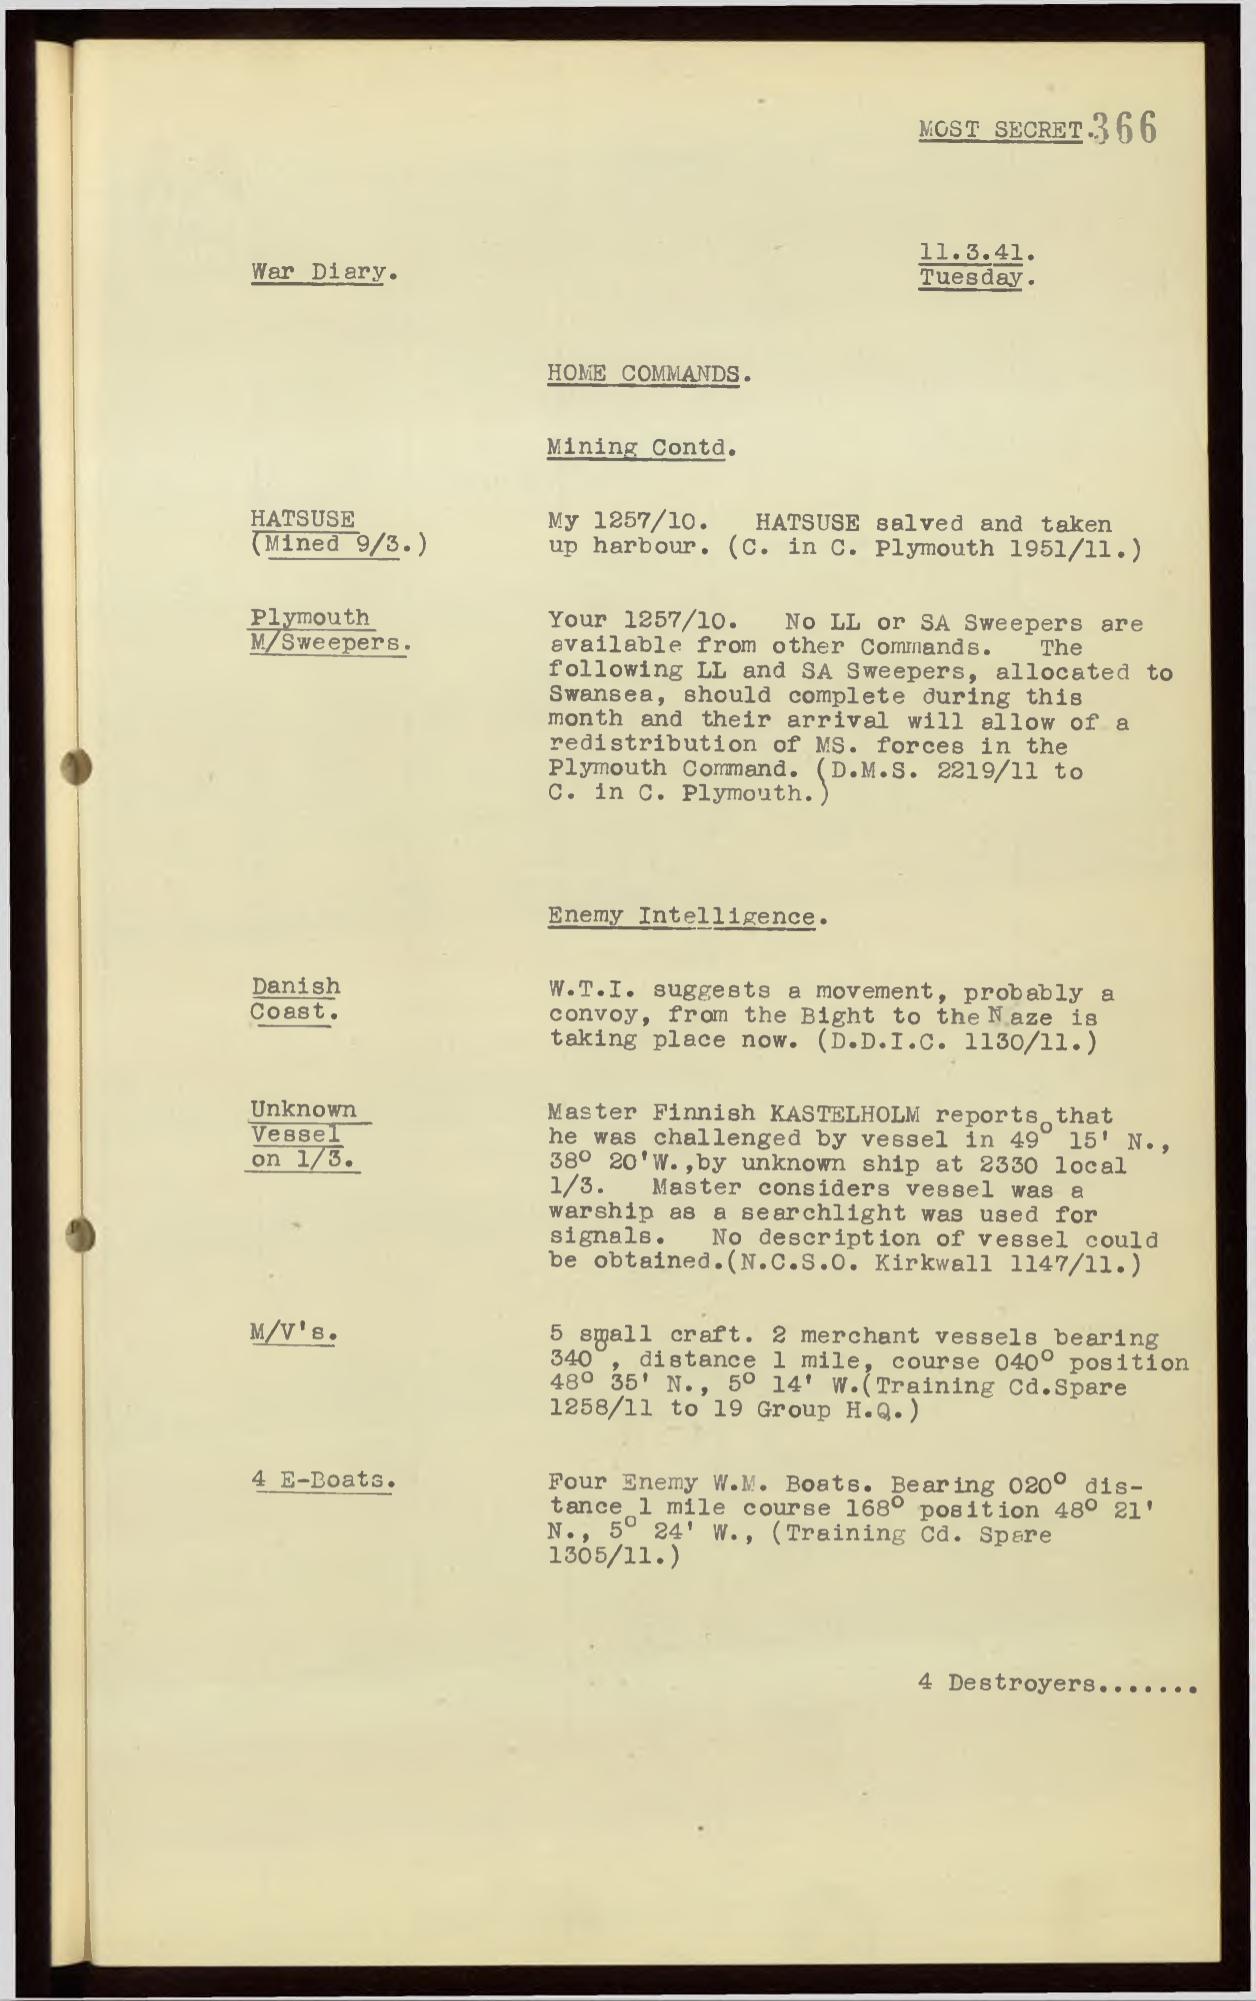 MOST SECRET.366
11.3.41.
War Diary.
Tuesday.
HOME COMMANDS.
Mining Contd.
HATSUSE
(Mined 9/3.)
My 1257/10. HATSUSE salved and taken
up harbour. (C. in C. Plymouth 1951/11.)
Plymouth
M/Sweepers.
Your 1257/10. No LL or SA Sweepers are
available from other Commands. The
following LL and SA Sweepers, allocated to
Swansea, should complete during this
month and their arrival will allow of a
redistribution of MS. forces in the
Plymouth Command. (D.M.S. 2219/11 to
C. in C. Plymouth.)
Enemy Intelligence.
Danish
Coast.
W.T.I. suggests a movement, probably a
convoy, from the Bight to the Naze is
taking place now. (D.D.I.C. 1130/11.)
Unknown
Vessel
on 1/3.
Master Finnish KASTELHOLM reports that
he was challenged by vessel in 49° 15' N.,
38° 20'W.,by unknown ship at 2330 local
1/3. Master considers vessel was a
warship as a searchlight was used for
signals. No description of vessel could
be obtained.(N.C.S.O. Kirkwall 1147/11.)
M/V's.
5 small craft. 2 merchant vessels bearing
340°, distance 1 mile, course 040° position
48° 35' N., 5° 14' W.(Training Cd.Spare
1258/11 to 19 Group H.Q.)
4 E-Boats.
Four Enemy W.M. Boats. Bearing 020° dis-
tance 1 mile course 168° position 48° 21'
N., 5° 24' W., (Training Cd. Spare
1305/11.)
4 Destroyers.......